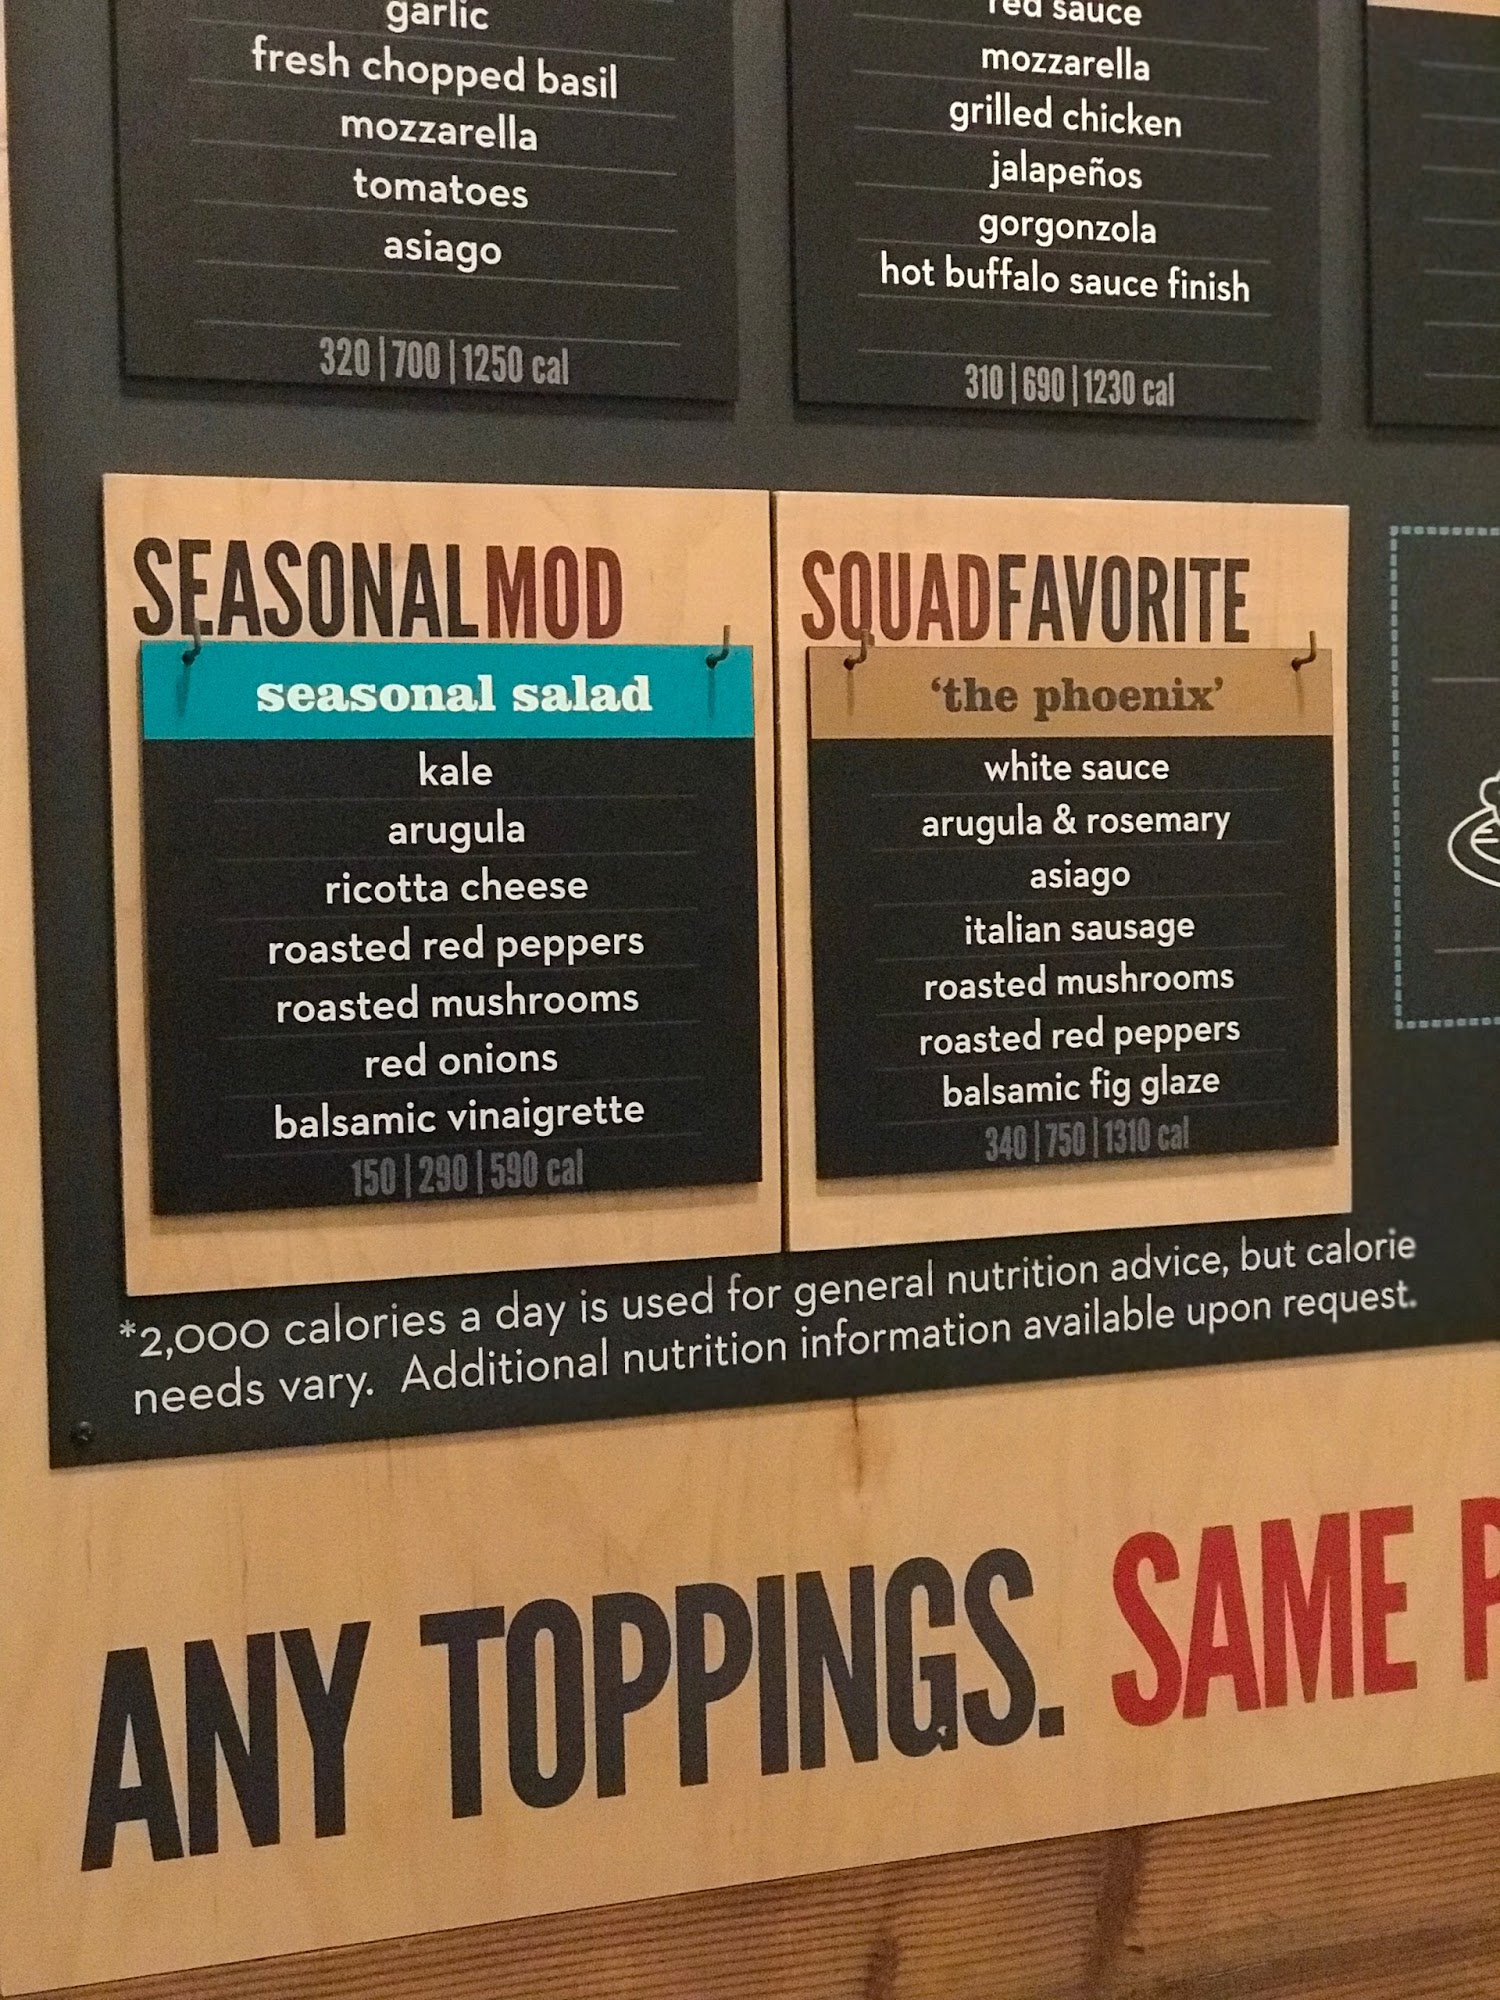 garlic
fresh chopped basil
mozzarella
tomatoes
asiago
320 | 700 | 1250 cal
red sauce
mozzarella
grilled chicken
jalapeños
gorgonzola
hot buffalo sauce finish
310 | 690 | 1230 cal
SEASONALMOD
seasonal salad
kale
arugula
ricotta cheese
roasted red peppers
roasted mushrooms
red onions
balsamic vinaigrette
150 | 290 | 590 cal
SQUADFAVORITE
‘the phoenix’
white sauce
arugula & rosemary
asiago
italian sausage
roasted mushrooms
roasted red peppers
balsamic fig glaze
340 | 750 | 1310 cal
*2,000 calories a day is used for general nutrition advice, but calorie
needs vary. Additional nutrition information available upon request.
ANY TOPPINGS. SAME